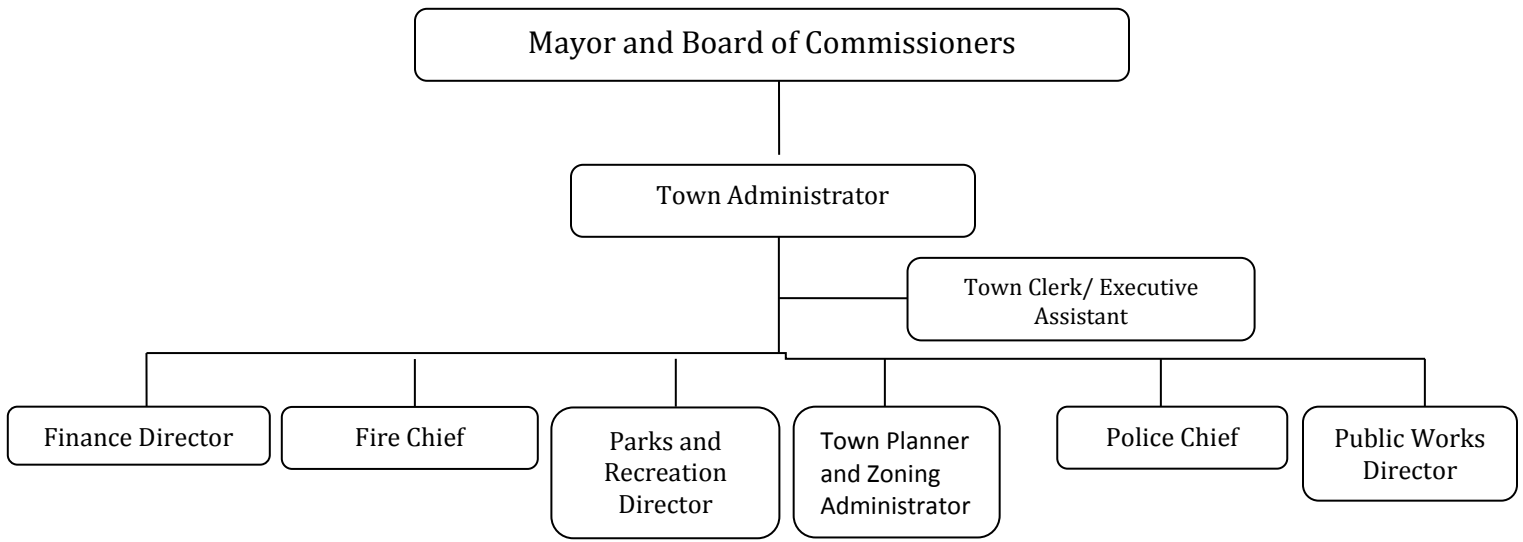 Mayor and Board of Commissioners
Town Administrator
Town Clerk/ Executive
Assistant
Finance Director
Fire Chief
Parks and
Recreation
Director
Town Planner
and Zoning
Administrator
Police Chief
Public Works
Director